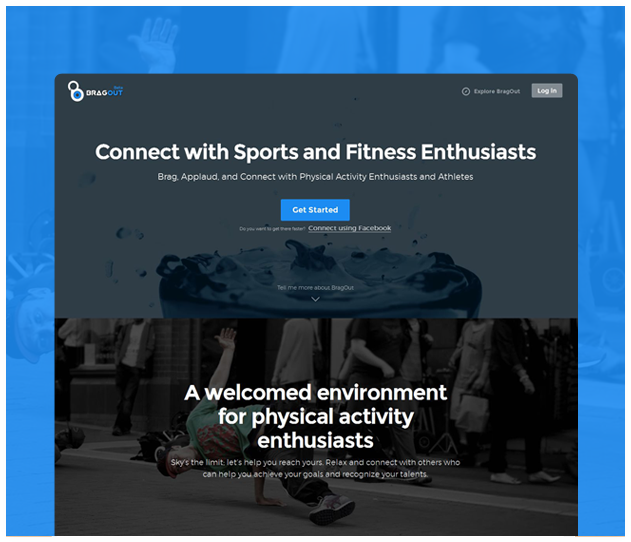 Beta
BRAGOUT
Explore BragOut
Log In
Connect with Sports and Fitness Enthusiasts
Brag, Applaud, and Connect with Physical Activity Enthusiasts and Athletes
Get Started
Do you want to get there faster? Connect using Facebook
Tell me more about BragOut
A welcomed environment
for physical activity
enthusiasts
Sky's the limit; let's help you reach yours. Relax and connect with others who
can help you achieve your goals and recognize your talents.